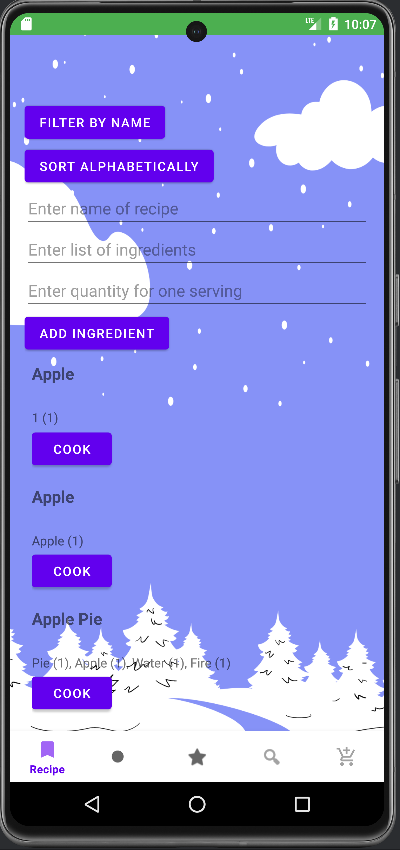 LTE 10:07
FILTER BY NAME
SORT ALPHABETICALLY
Enter name of recipe
Enter list of ingredients
Enter quantity for one serving
ADD INGREDIENT
Apple
1 (1)
COOK
Apple
Apple (1)
COOK
Apple Pie
Pie (1), Apple (1), Water (1), Fire (1)
COOK
Recipe